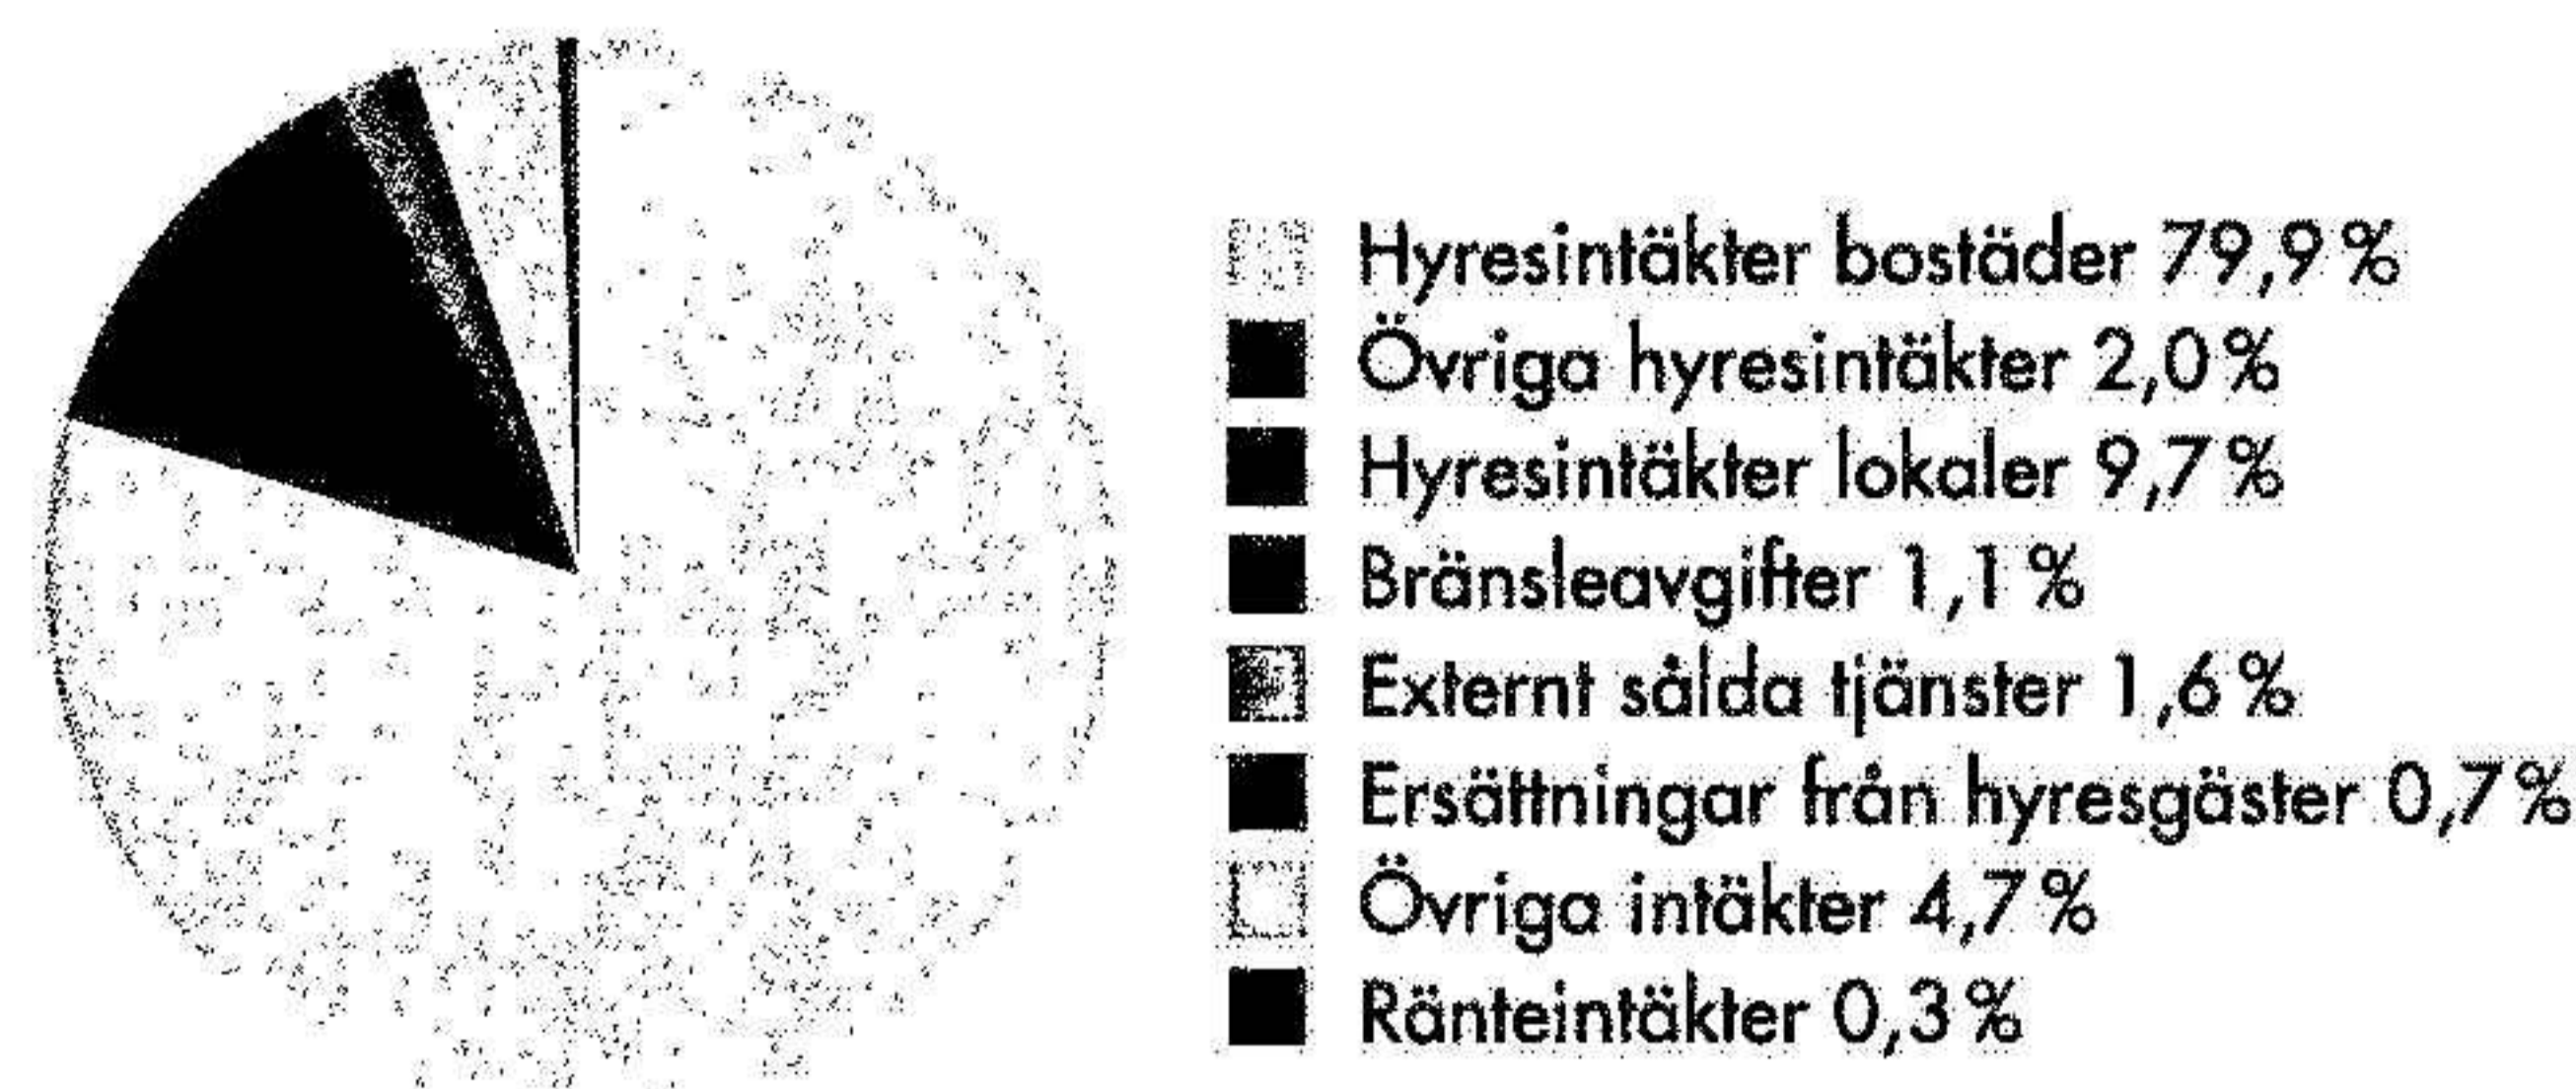 Hyresintäkter bostäder 79,9 %
Övriga hyresintäkter 2,0 %
Hyresintäkter lokaler 9,7 %
Bränsleavgifter 1,1 %
Externt sålda tjänster 1,6 %
Ersättningar från hyresgäster 0,7 %
Övriga intäkter 4,7 %
Ränteintäkter 0,3 %